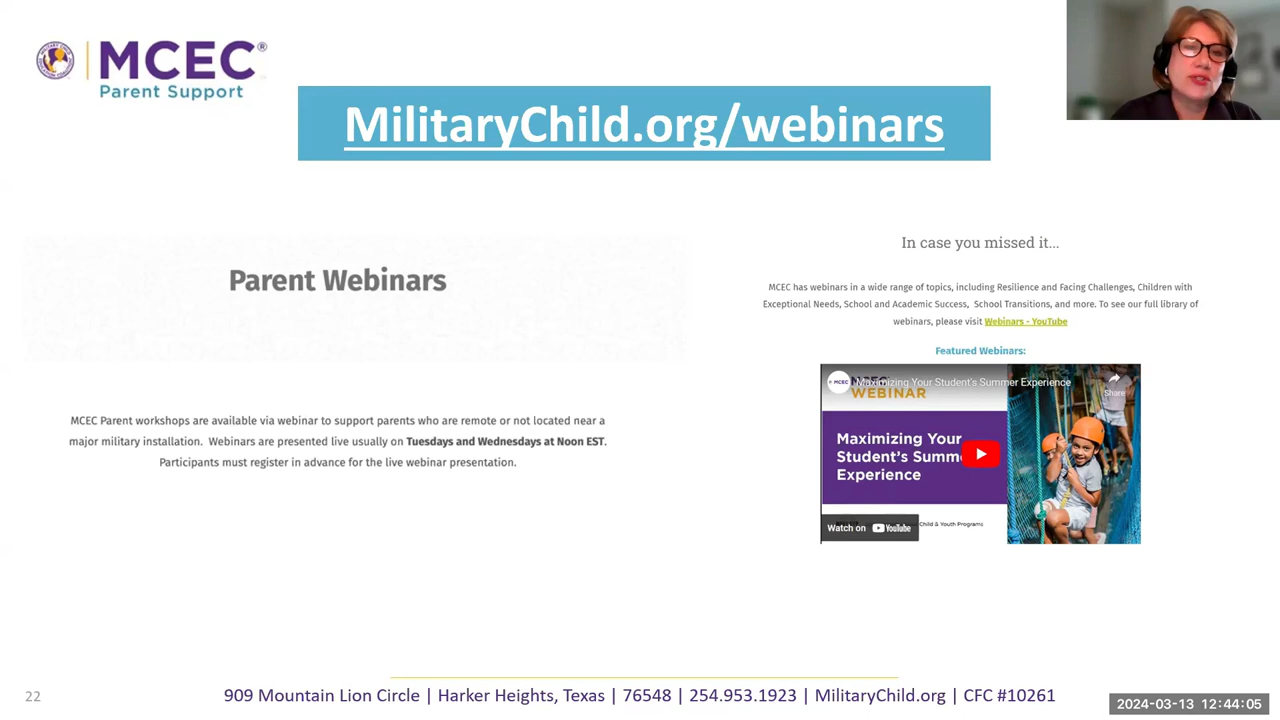 MCEC®
Parent Support
MilitaryChild.org/webinars
Parent Webinars
MCEC Parent workshops are available via webinar to support parents who are remote or not located near a
major military installation. Webinars are presented live usually on Tuesdays and Wednesdays at Noon EST.
Participants must register in advance for the live webinar presentation.
In case you missed it...
MCEC has webinars in a wide range of topics, including Resilience and Facing Challenges, Children with
Exceptional Needs, School and Academic Success, School Transitions, and more. To see our full library of
webinars, please visit Webinars - YouTube
Featured Webinars:
MCEC
Maximizing Your Student's Summer Experience
Share
WEBINAR
Maximizing Your
Student's Summe
Experience
Watch on YouTube
Child & Youth Programs
22
909 Mountain Lion Circle | Harker Heights, Texas | 76548 | 254.953.1923 | MilitaryChild.org | CFC #10261
2024-03-13 12:44:05